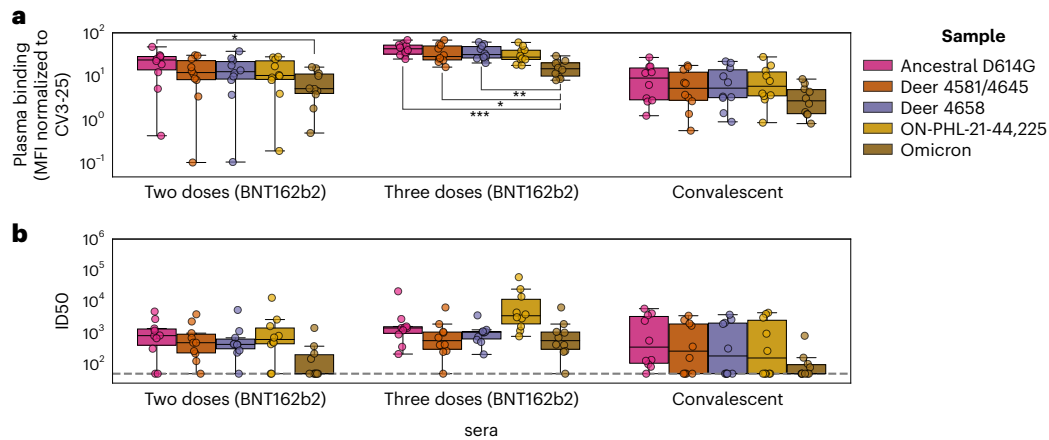 a
Plasma binding
(MFI normalized to
CV3-25)
10²
10¹
10⁰
10⁻¹
*
**
*
***
Two doses (BNT162b2)
Three doses (BNT162b2)
Convalescent
Sample
Ancestral D614G
Deer 4581/4645
Deer 4658
ON-PHL-21-44,225
Omicron
b
ID50
10⁶
10⁵
10⁴
10³
10²
Two doses (BNT162b2)
Three doses (BNT162b2)
Convalescent
sera